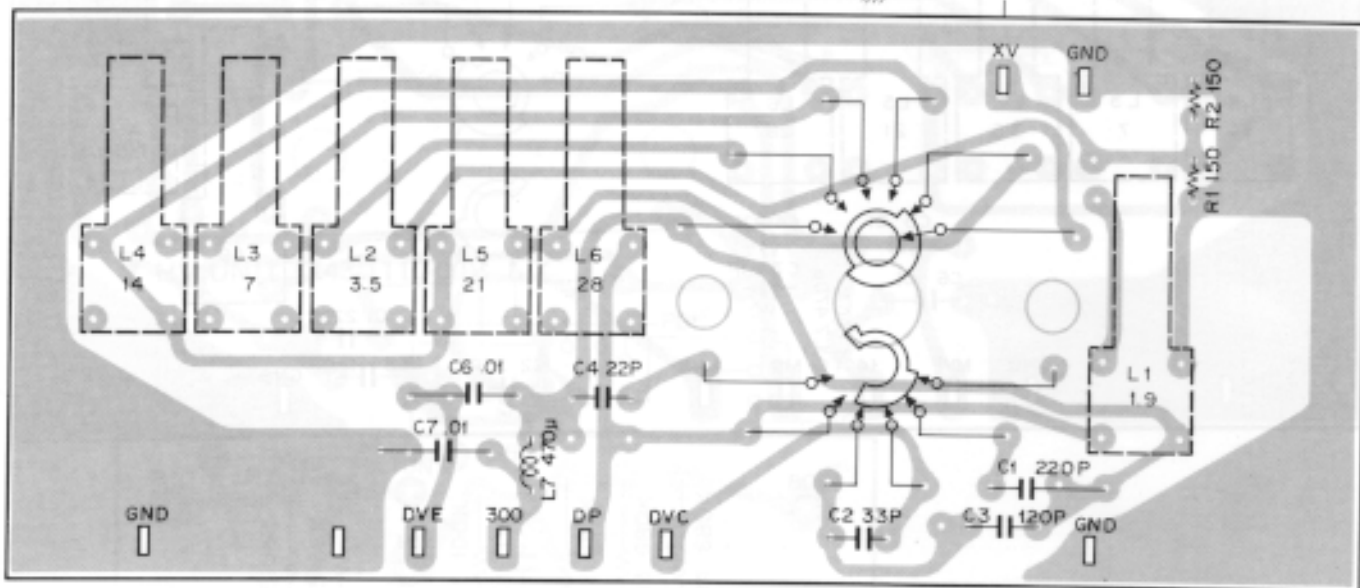 XV
GND
R2 150
R1 150
L4
14
L3
7
L2
3.5
L5
21
L6
28
L1
1.9
C6 .01
C4 22P
C7 .01
L7 470μ
C1 220P
C2 33P
C3 120P
GND
DVE
300
DP
DVC
GND